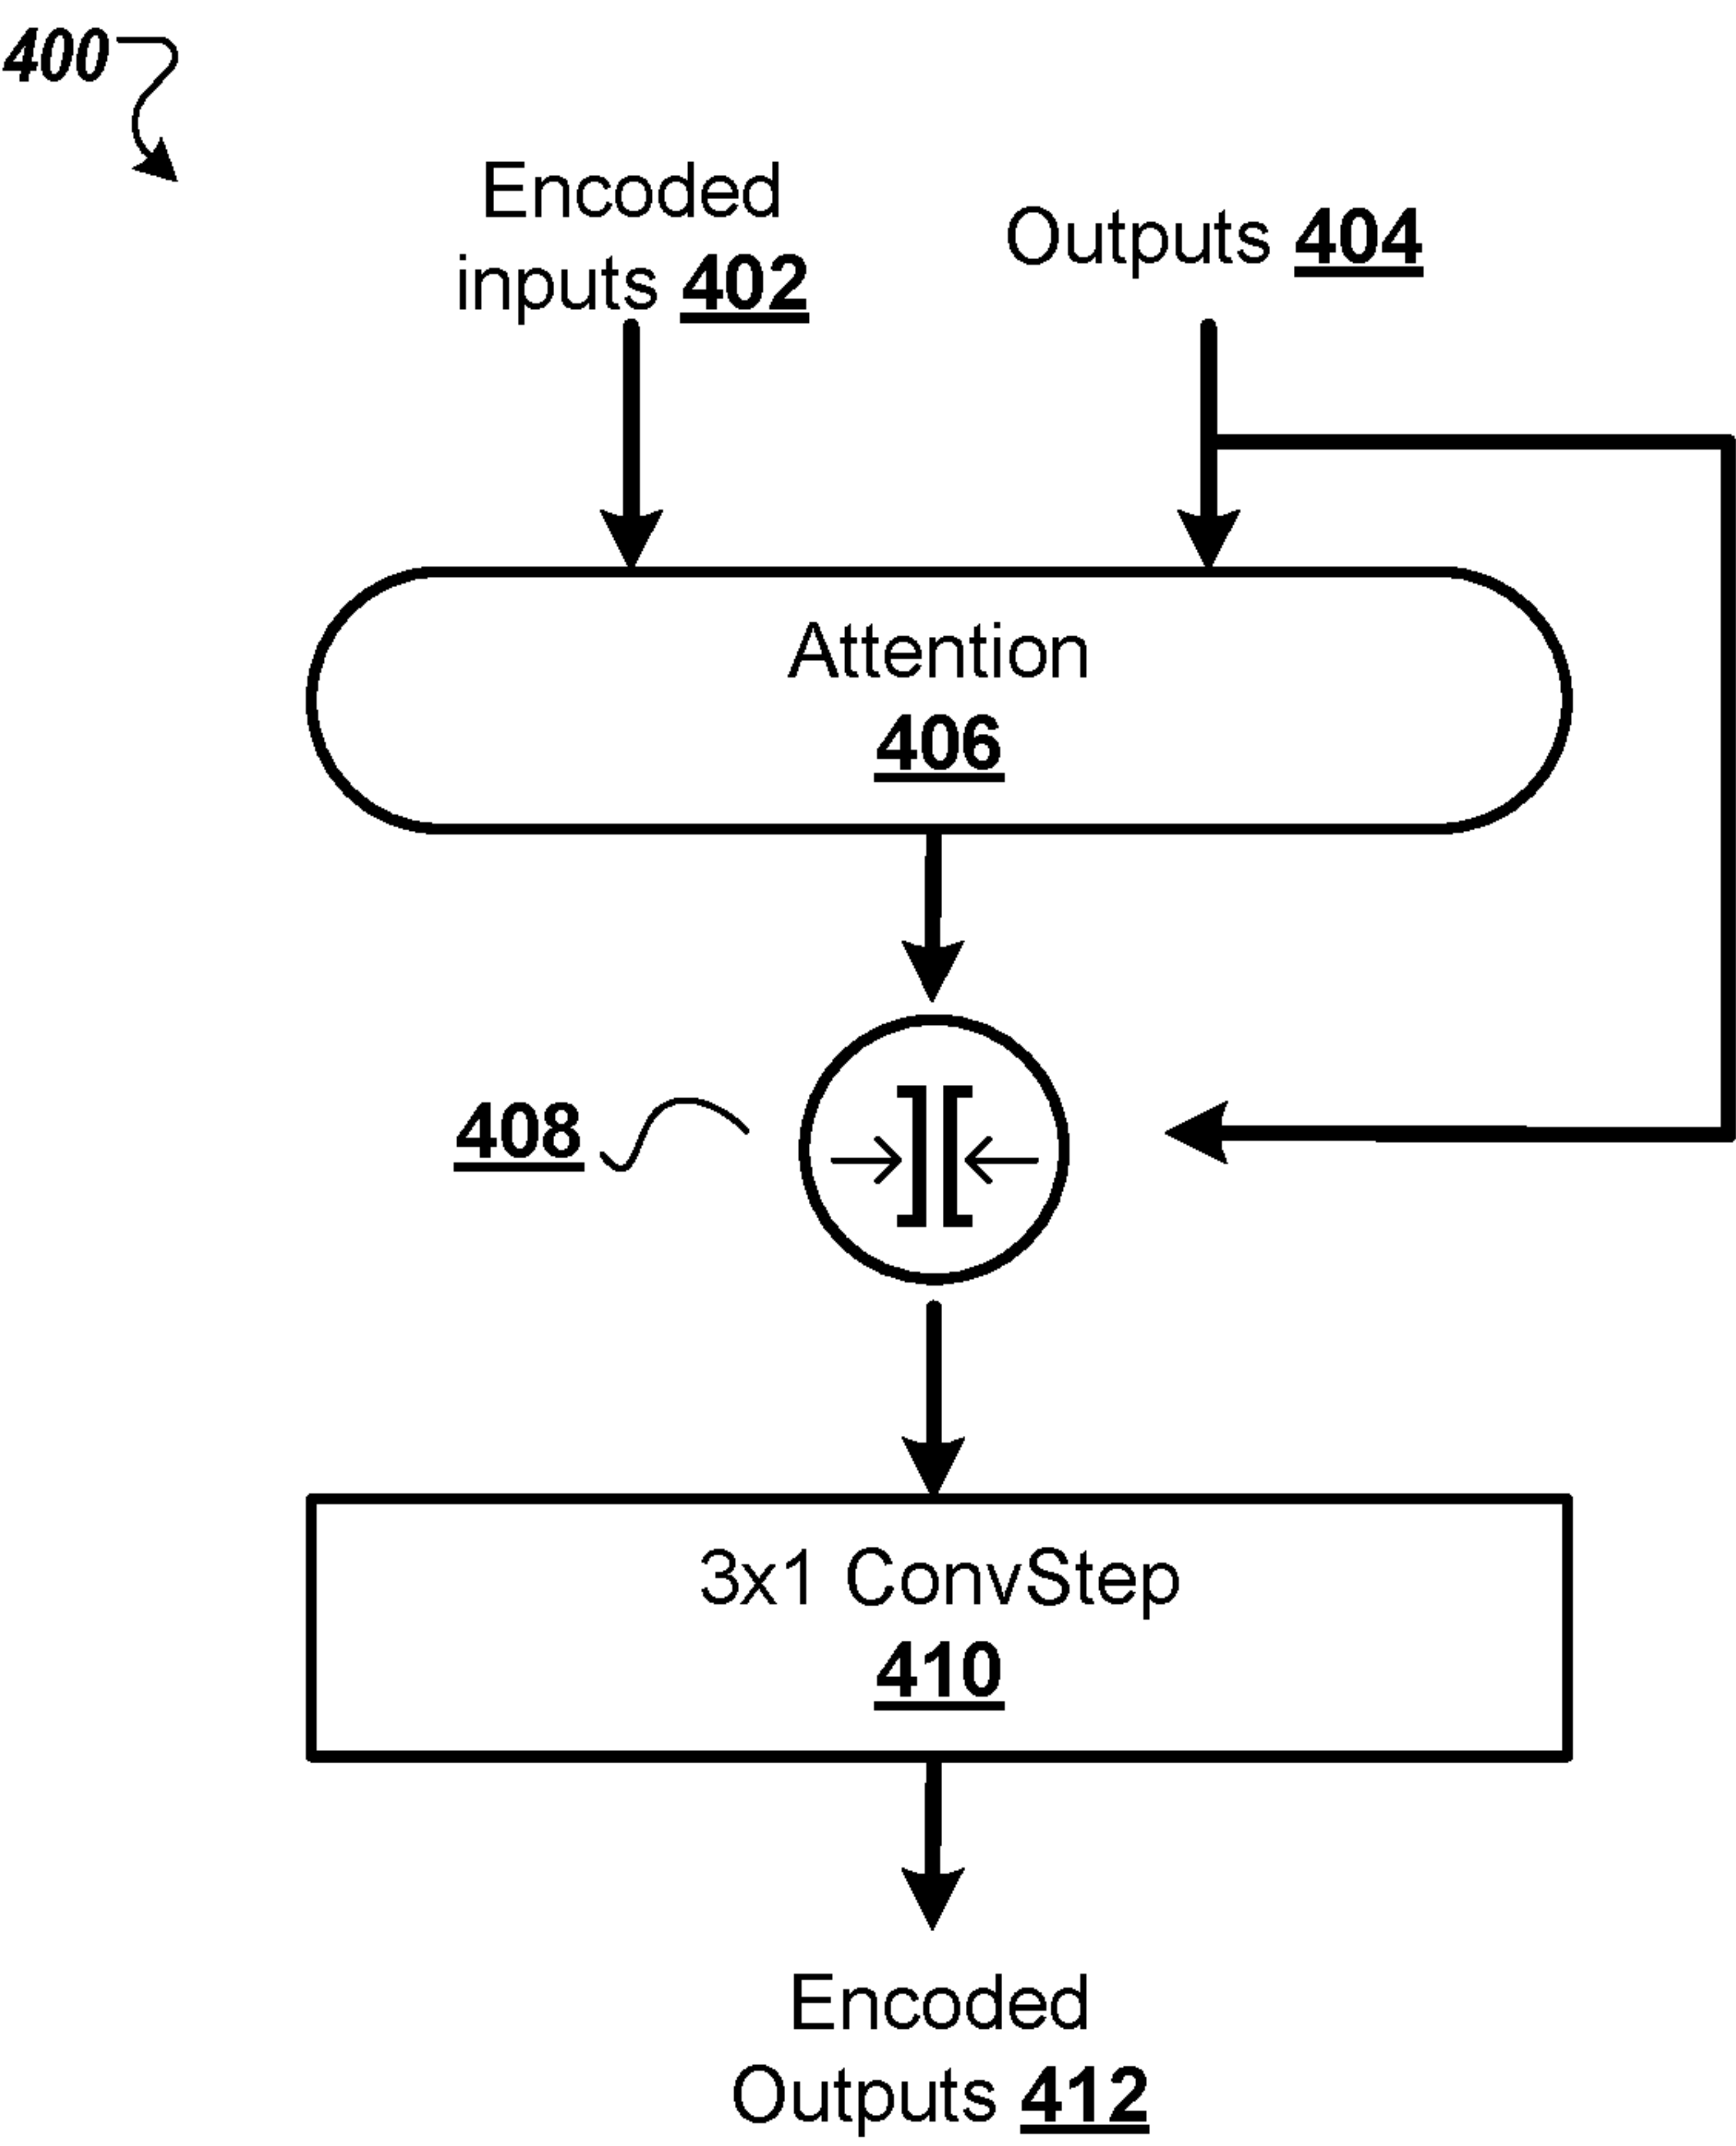 400
Encoded
inputs 402
Outputs 404
Attention
406
408
3x1 ConvStep
410
Encoded
Outputs 412